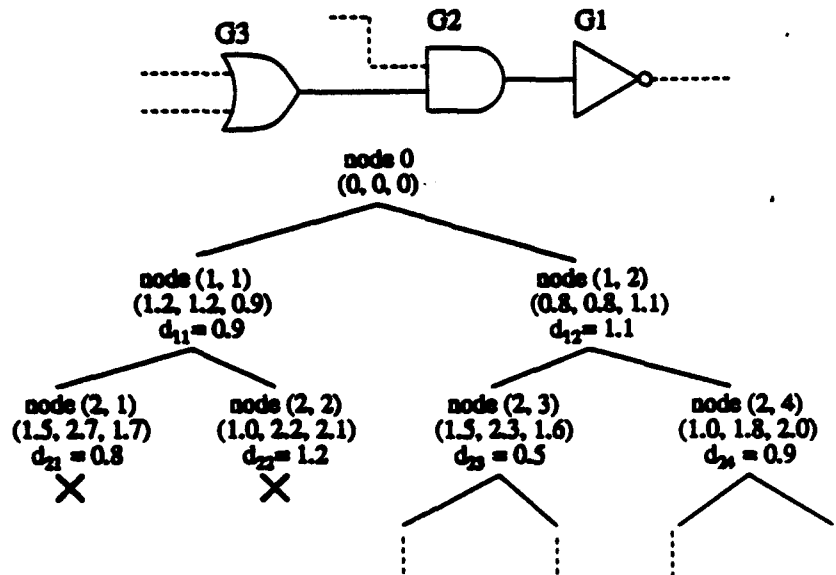 G3
G2
G1
node 0
(0, 0, 0)
node (1, 1)
(1.2, 1.2, 0.9)
d11= 0.9
node (1, 2)
(0.8, 0.8, 1.1)
d12= 1.1
node (2, 1)
(1.5, 2.7, 1.7)
d21= 0.8
node (2, 2)
(1.0, 2.2, 2.1)
d22= 1.2
node (2, 3)
(1.5, 2.3, 1.6)
d23= 0.5
node (2, 4)
(1.0, 1.8, 2.0)
d24= 0.9